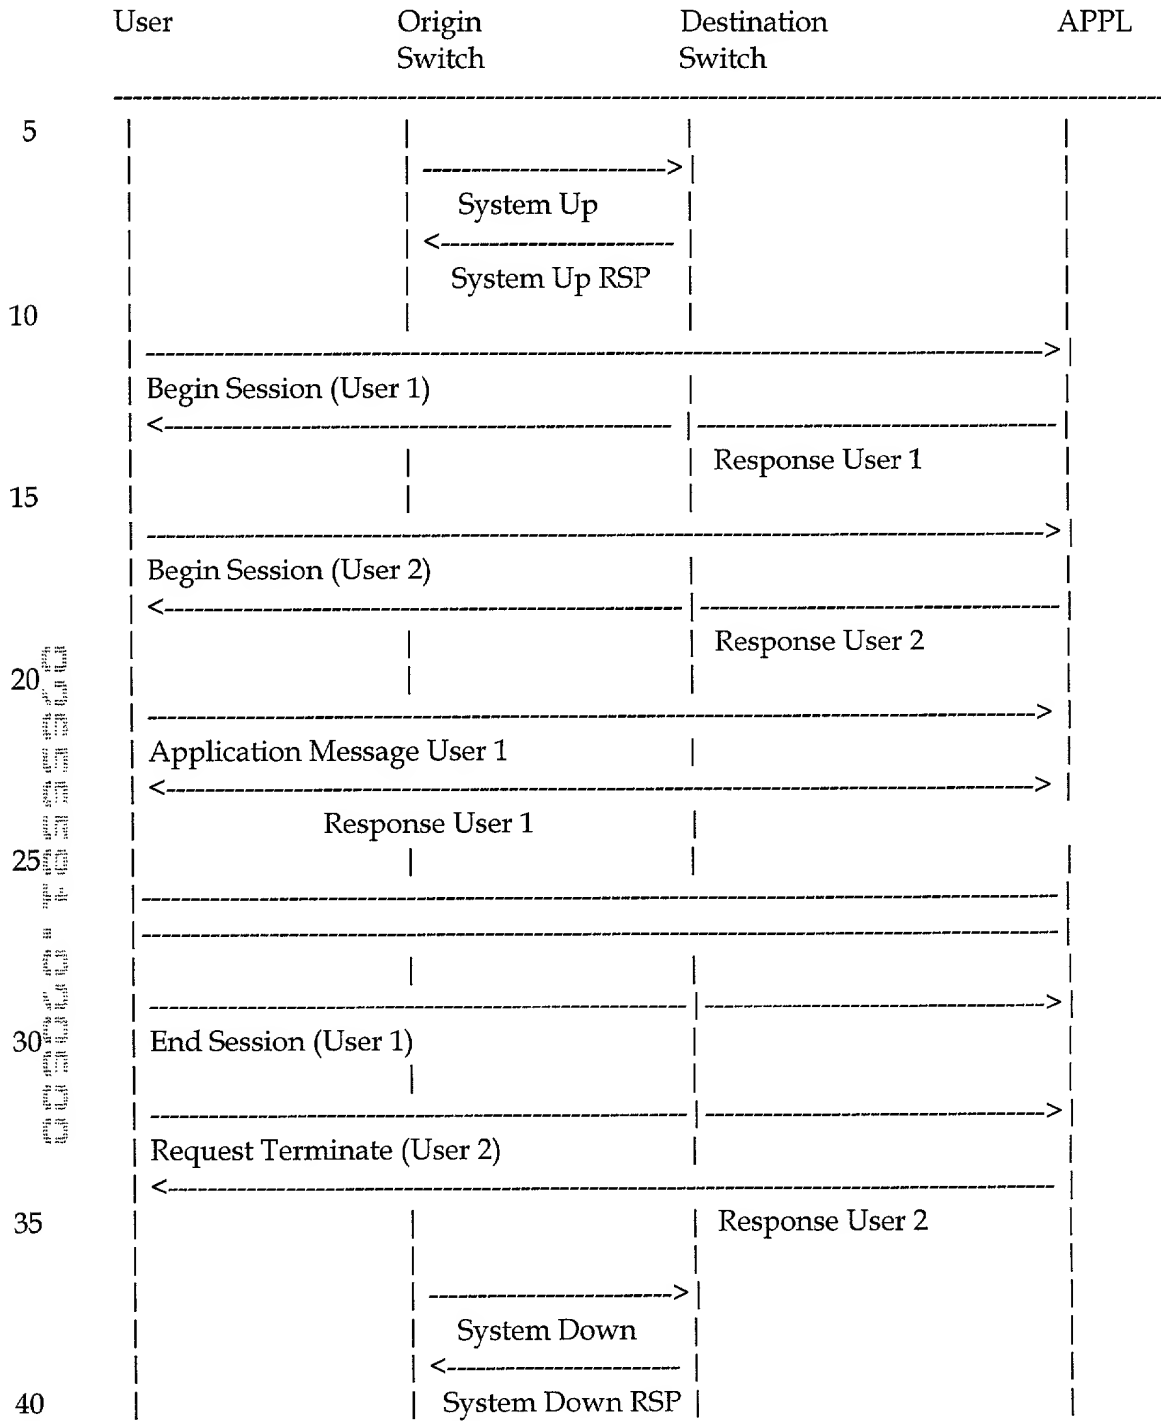 User Origin Destination APPL
Switch Switch
5
System Up
System Up RSP
10
Begin Session (User 1)
Response User 1
15
Begin Session (User 2)
Response User 2
20
Application Message User 1
Response User 1
25
30 End Session (User 1)
Request Terminate (User 2)
35 Response User 2
System Down
40 System Down RSP